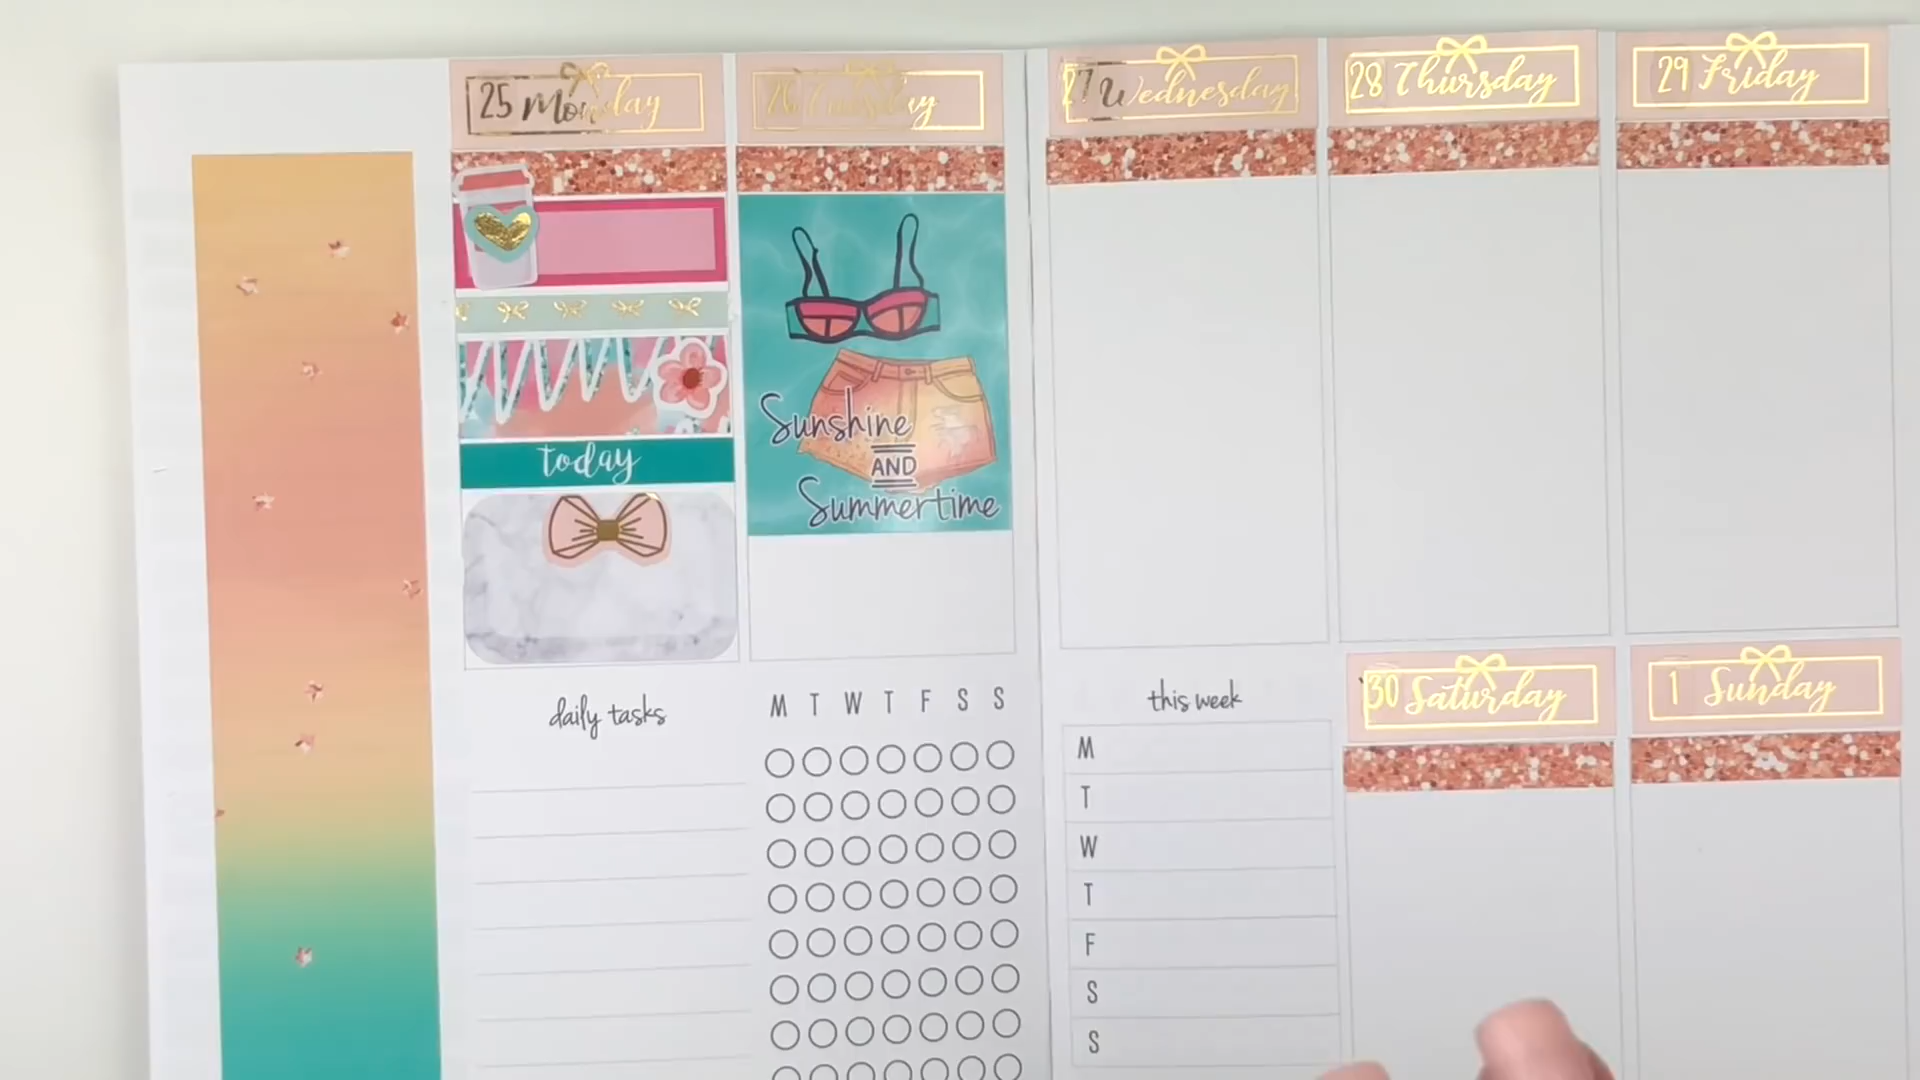 25 Monday
26 Tuesday
27 Wednesday
28 Thursday
29 Friday
today
Sunshine
AND
Summertime
daily tasks
M T W T F S S
this week
M
T
W
T
F
S
S
30 Saturday
1 Sunday